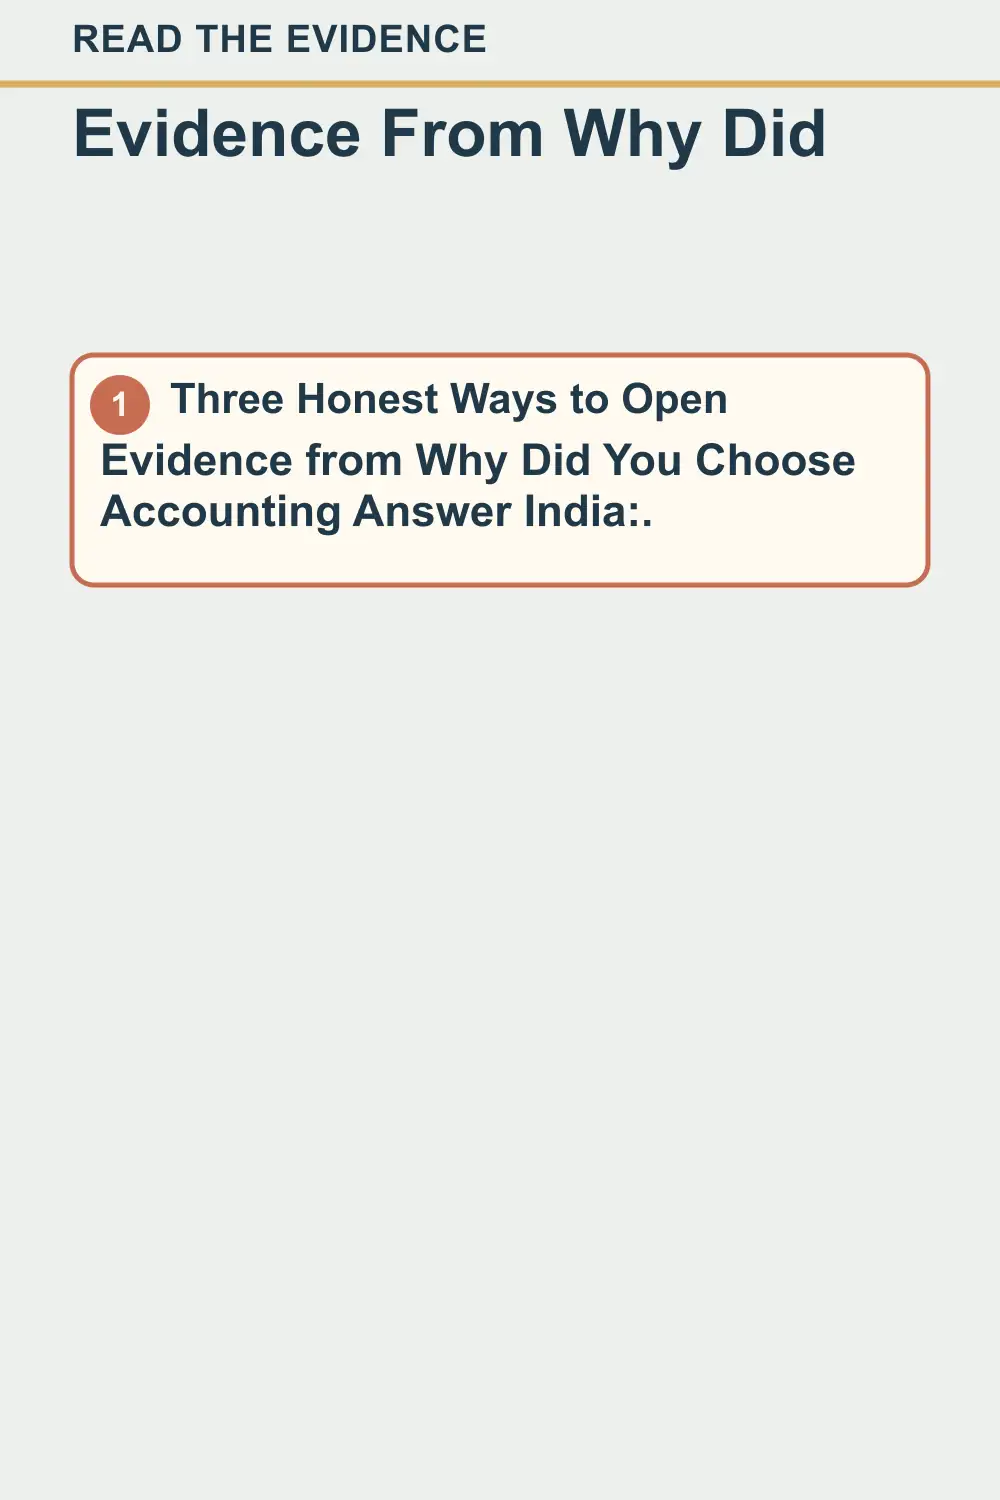 READ THE EVIDENCE
Evidence From Why Did
1 Three Honest Ways to Open
Evidence from Why Did You Choose
Accounting Answer India:.